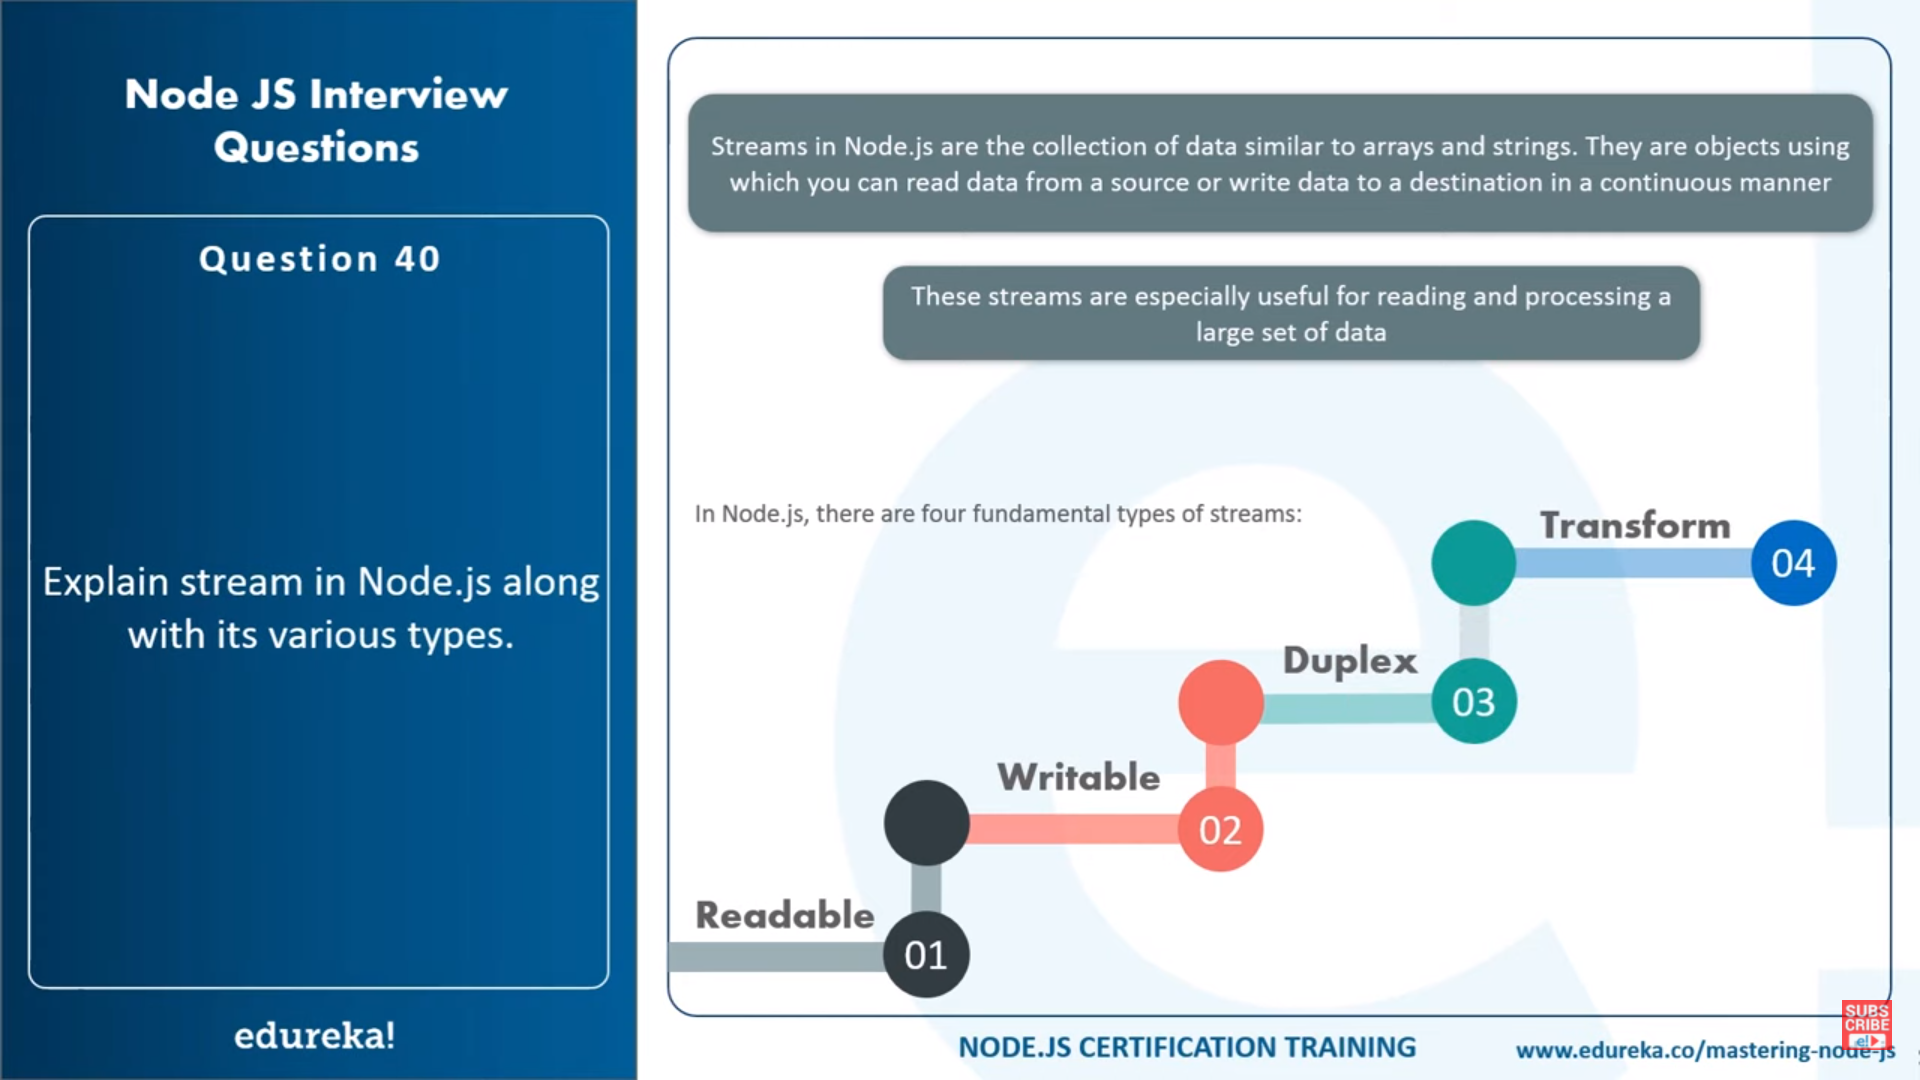 Node JS Interview
Questions
Question 40
Explain stream in Node.js along
with its various types.
edureka!
Streams in Node.js are the collection of data similar to arrays and strings. They are objects using
which you can read data from a source or write data to a destination in a continuous manner
These streams are especially useful for reading and processing a
large set of data
In Node.js, there are four fundamental types of streams:
Transform
04
Duplex
03
Writable
02
Readable
01
NODE.JS CERTIFICATION TRAINING
www.edureka.co/mastering-node-js
SUBS
CRIBE
e!